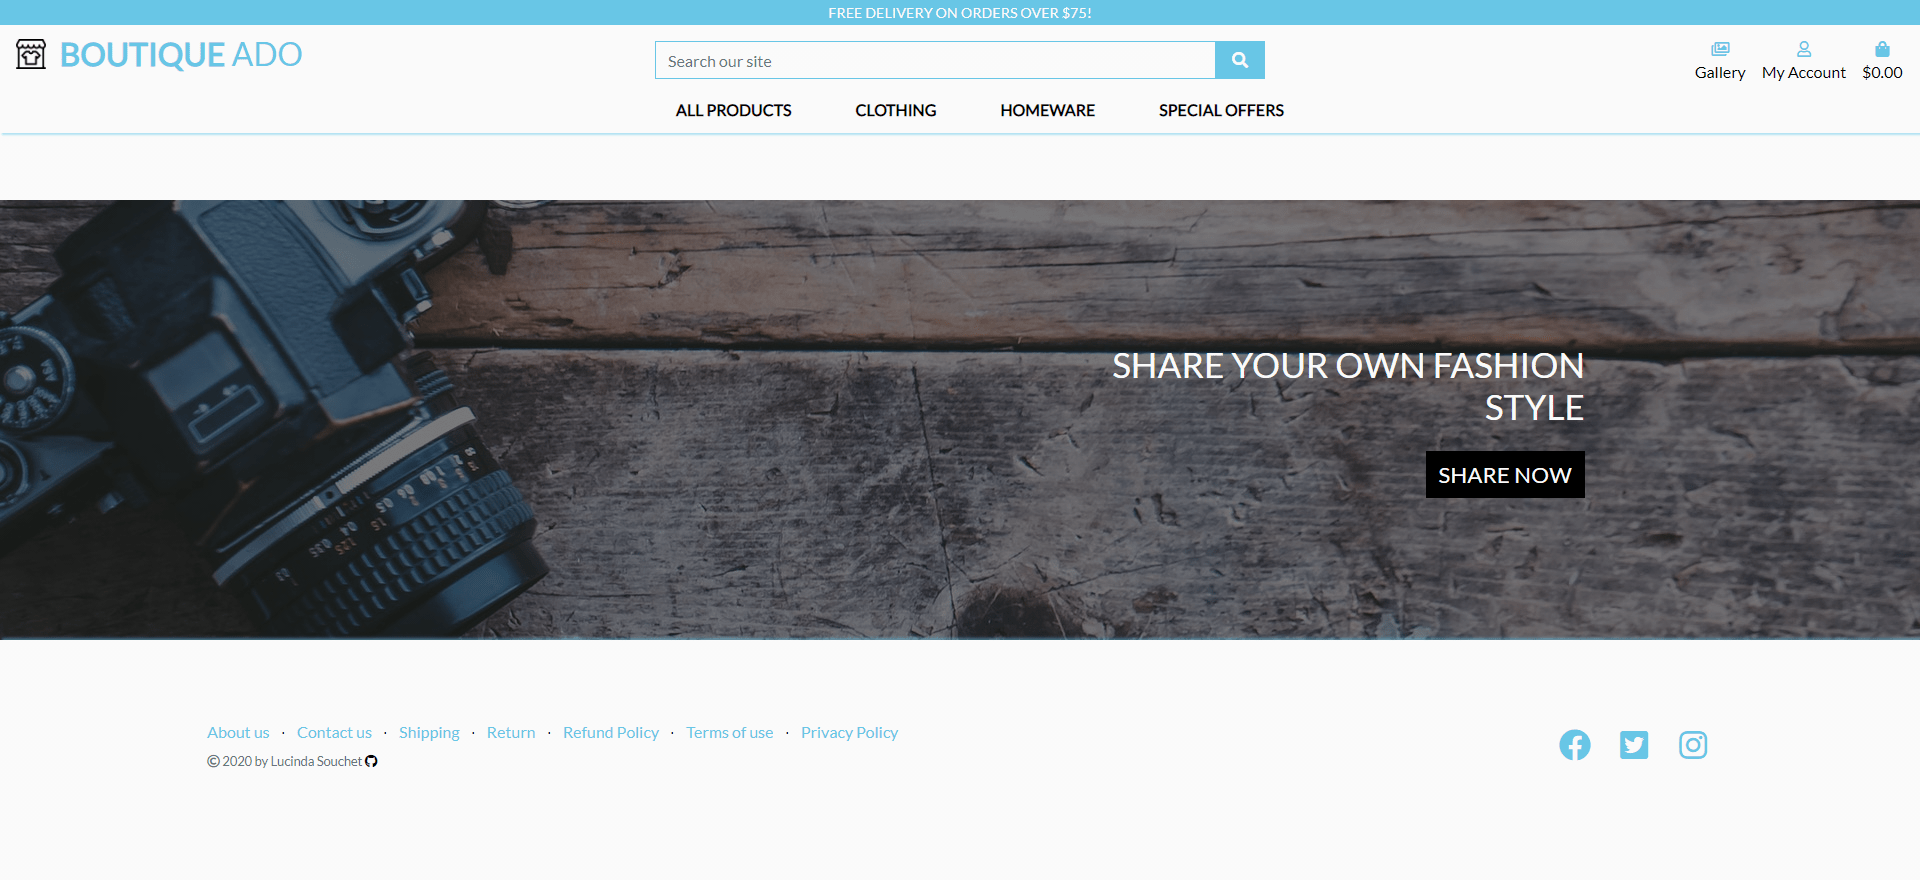 FREE DELIVERY ON ORDERS OVER $75!
BOUTIQUE ADO
Search our site
Gallery
My Account
$0.00
ALL PRODUCTS
CLOTHING
HOMEWARE
SPECIAL OFFERS
SHARE YOUR OWN FASHION
STYLE
SHARE NOW
About us · Contact us · Shipping · Return · Refund Policy · Terms of use · Privacy Policy
© 2020 by Lucinda Souchet